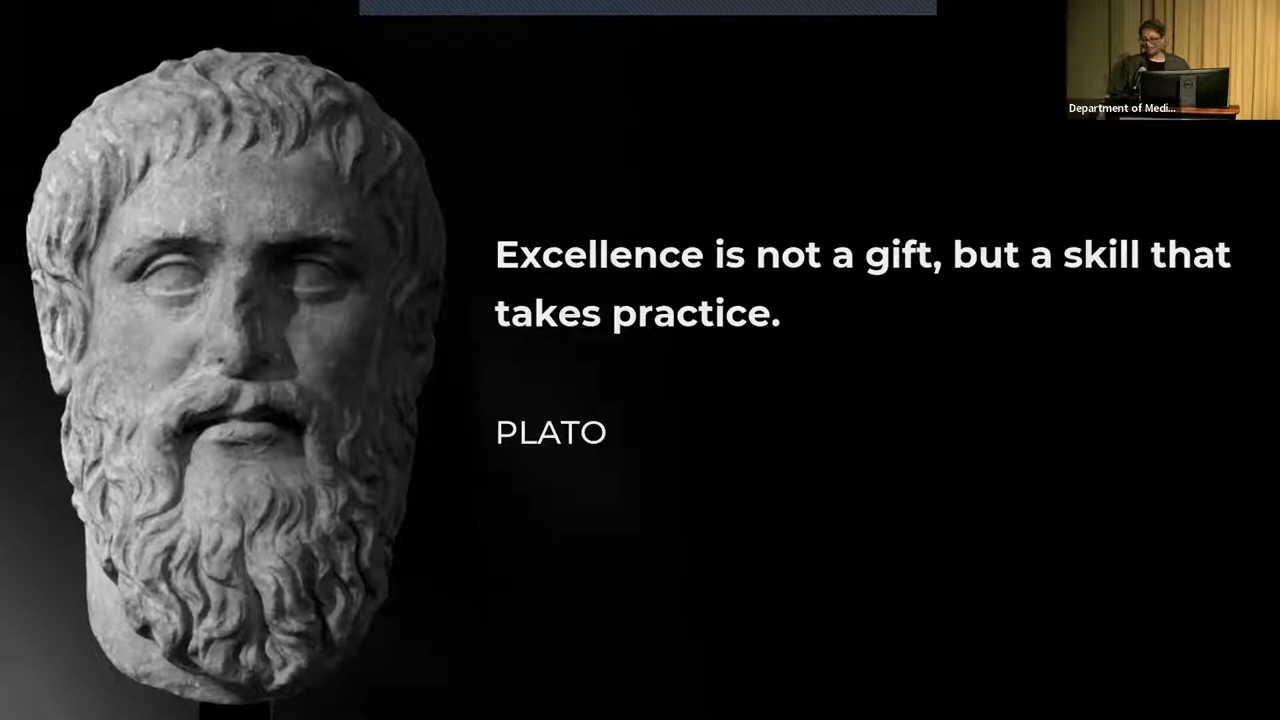 Department of Medi...
Excellence is not a gift, but a skill that
takes practice.
PLATO